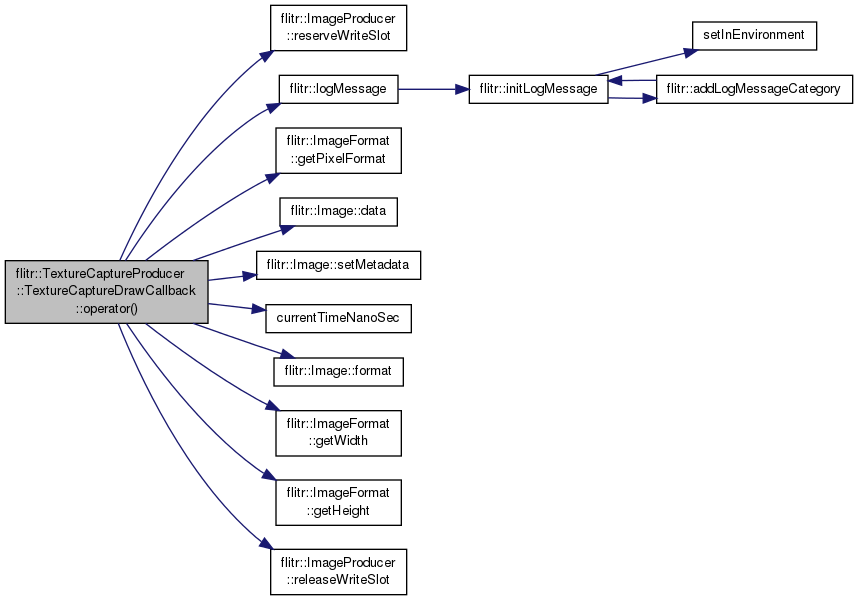 flitr::TextureCaptureProducer
::TextureCaptureDrawCallback
::operator()
flitr::ImageProducer
::reserveWriteSlot
flitr::logMessage
flitr::initLogMessage
setInEnvironment
flitr::addLogMessageCategory
flitr::ImageFormat
::getPixelFormat
flitr::Image::data
flitr::Image::setMetadata
currentTimeNanoSec
flitr::Image::format
flitr::ImageFormat
::getWidth
flitr::ImageFormat
::getHeight
flitr::ImageProducer
::releaseWriteSlot